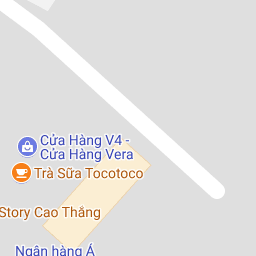 Cửa Hàng V4 -
Cửa Hàng Vera
Trà Sữa Tocotoco
Story Cao Thắng
Ngân hàng Á